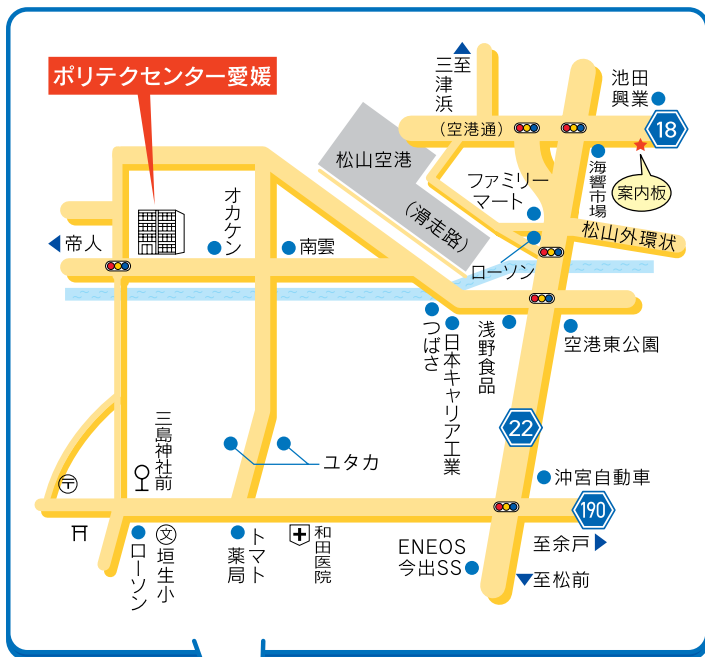 至
三津浜
池田
興業
ポリテクセンター愛媛
(空港通)
18
松山空港
案内板
海響市場
ファミリー
マート
オカケン
(滑走路)
松山外環状
帝人
南雲
ローソン
つばさ
日本キャリア工業
浅野食品
空港東公園
22
三島神社前
ユタカ
沖宮自動車
190
〒
文
垣生小
ローソン
トマト
薬局
和田医院
ENEOS
今出SS
至余戸
至松前